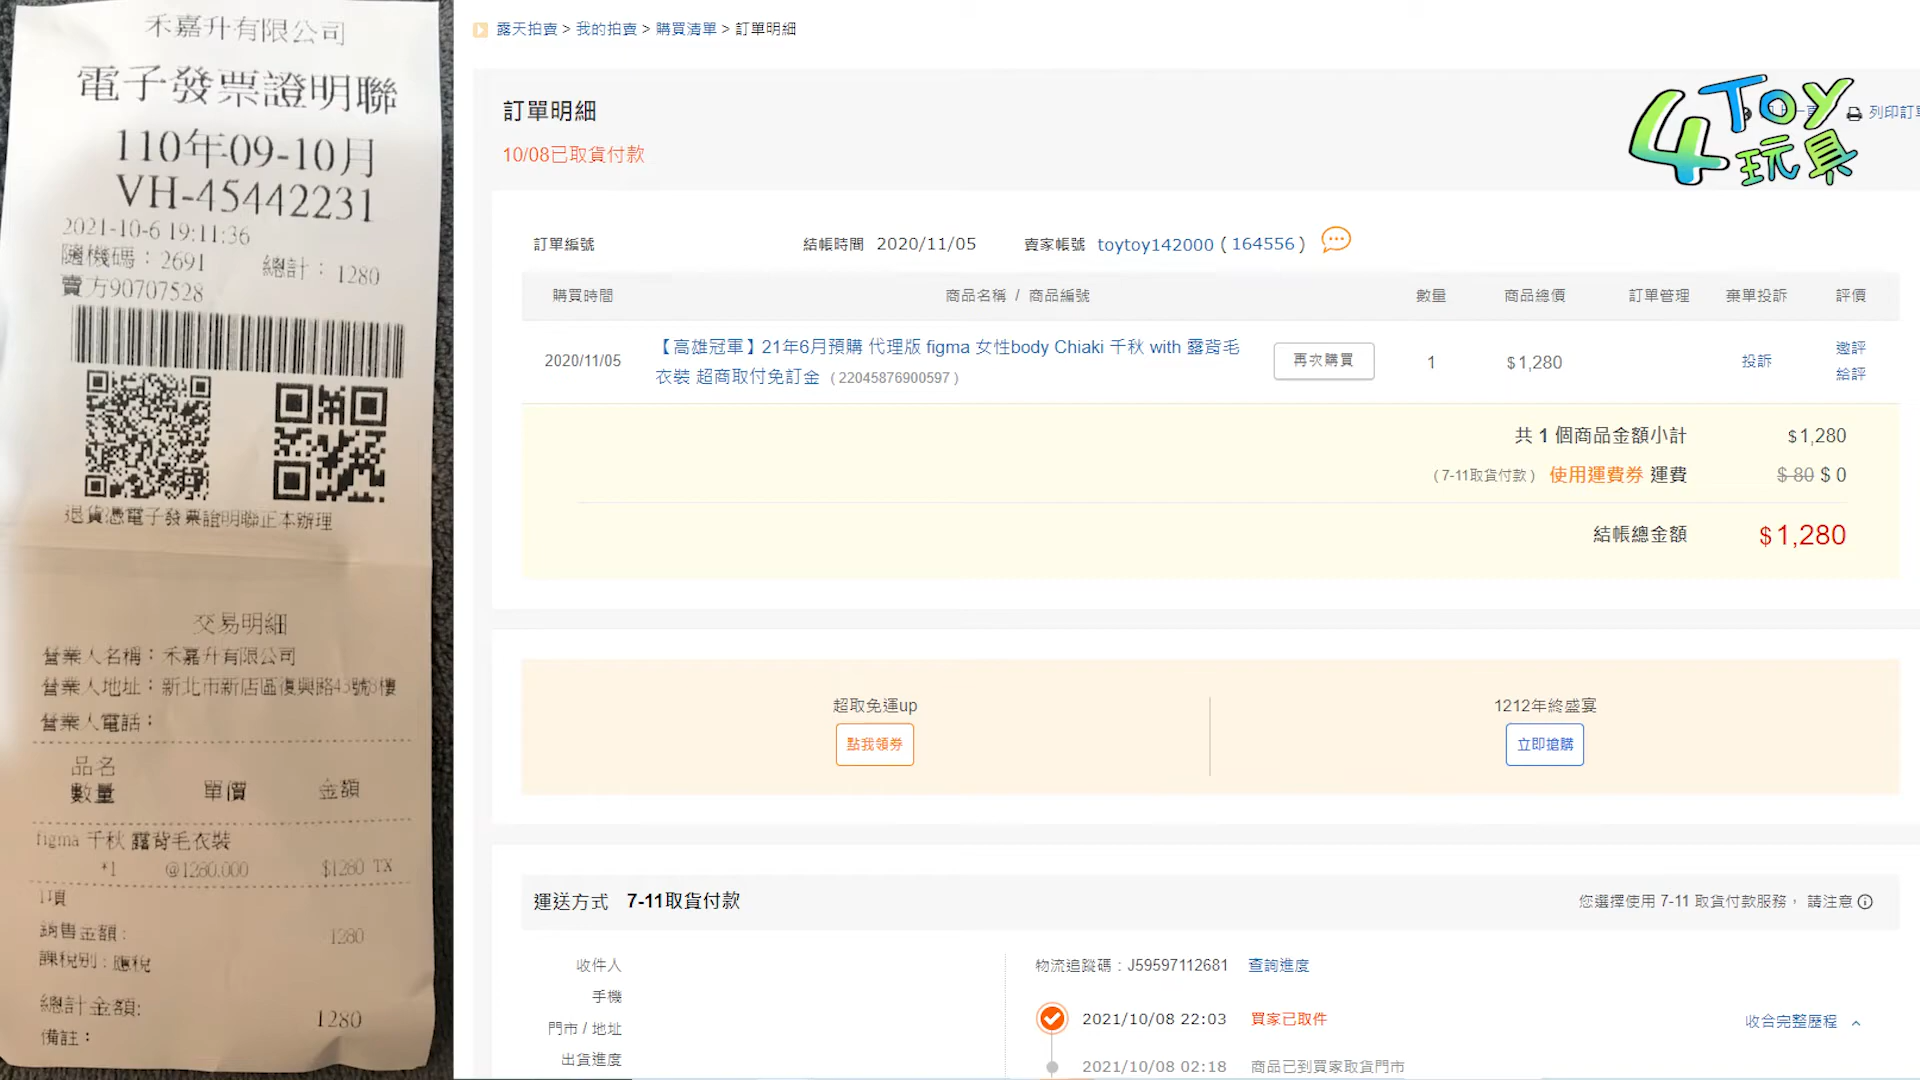 禾嘉升有限公司
電子發票證明聯
110年09-10月
VH-45442231
2021-10-6 19:11:36
隨機碼：2691 總計：1280
賣方90707528
退貨憑電子發票證明聯正本辦理
交易明細
營業人名稱：禾嘉升有限公司
營業人地址：新北市新店區復興路43號8樓
營業人電話：
品名
數量 單價 金額
figma 千秋 露背毛衣裝
*1 @1280.000 $1280 TX
1項
銷售金額: 1280
課稅別：應稅
總計金額: 1280
備註：
露天拍賣 > 我的拍賣 > 購買清單 > 訂單明細
訂單明細
4TOY玩具
列印訂單
10/08已取貨付款
訂單編號 結帳時間 2020/11/05 賣家帳號 toytoy142000 ( 164556 )
購買時間 商品名稱 / 商品編號 數量 商品總價 訂單管理 棄單投訴 評價
2020/11/05 【高雄冠軍】21年6月預購 代理版 figma 女性body Chiaki 千秋 with 露背毛衣裝 超商取付免訂金 ( 22045876900597 ) 再次購買 1 $1,280 投訴 邀評 給評
共 1 個商品金額小計 $1,280
( 7-11取貨付款 ) 使用運費券 運費 $ 80 $ 0
結帳總金額 $1,280
超取免運up 1212年終盛宴
點我領券 立即搶購
運送方式 7-11取貨付款 您選擇使用 7-11 取貨付款服務， 請注意
收件人 物流追蹤碼：J59597112681 查詢進度
手機 2021/10/08 22:03 買家已取件 收合完整歷程
門市 / 地址
出貨進度 2021/10/08 02:18 商品已到買家取貨門市